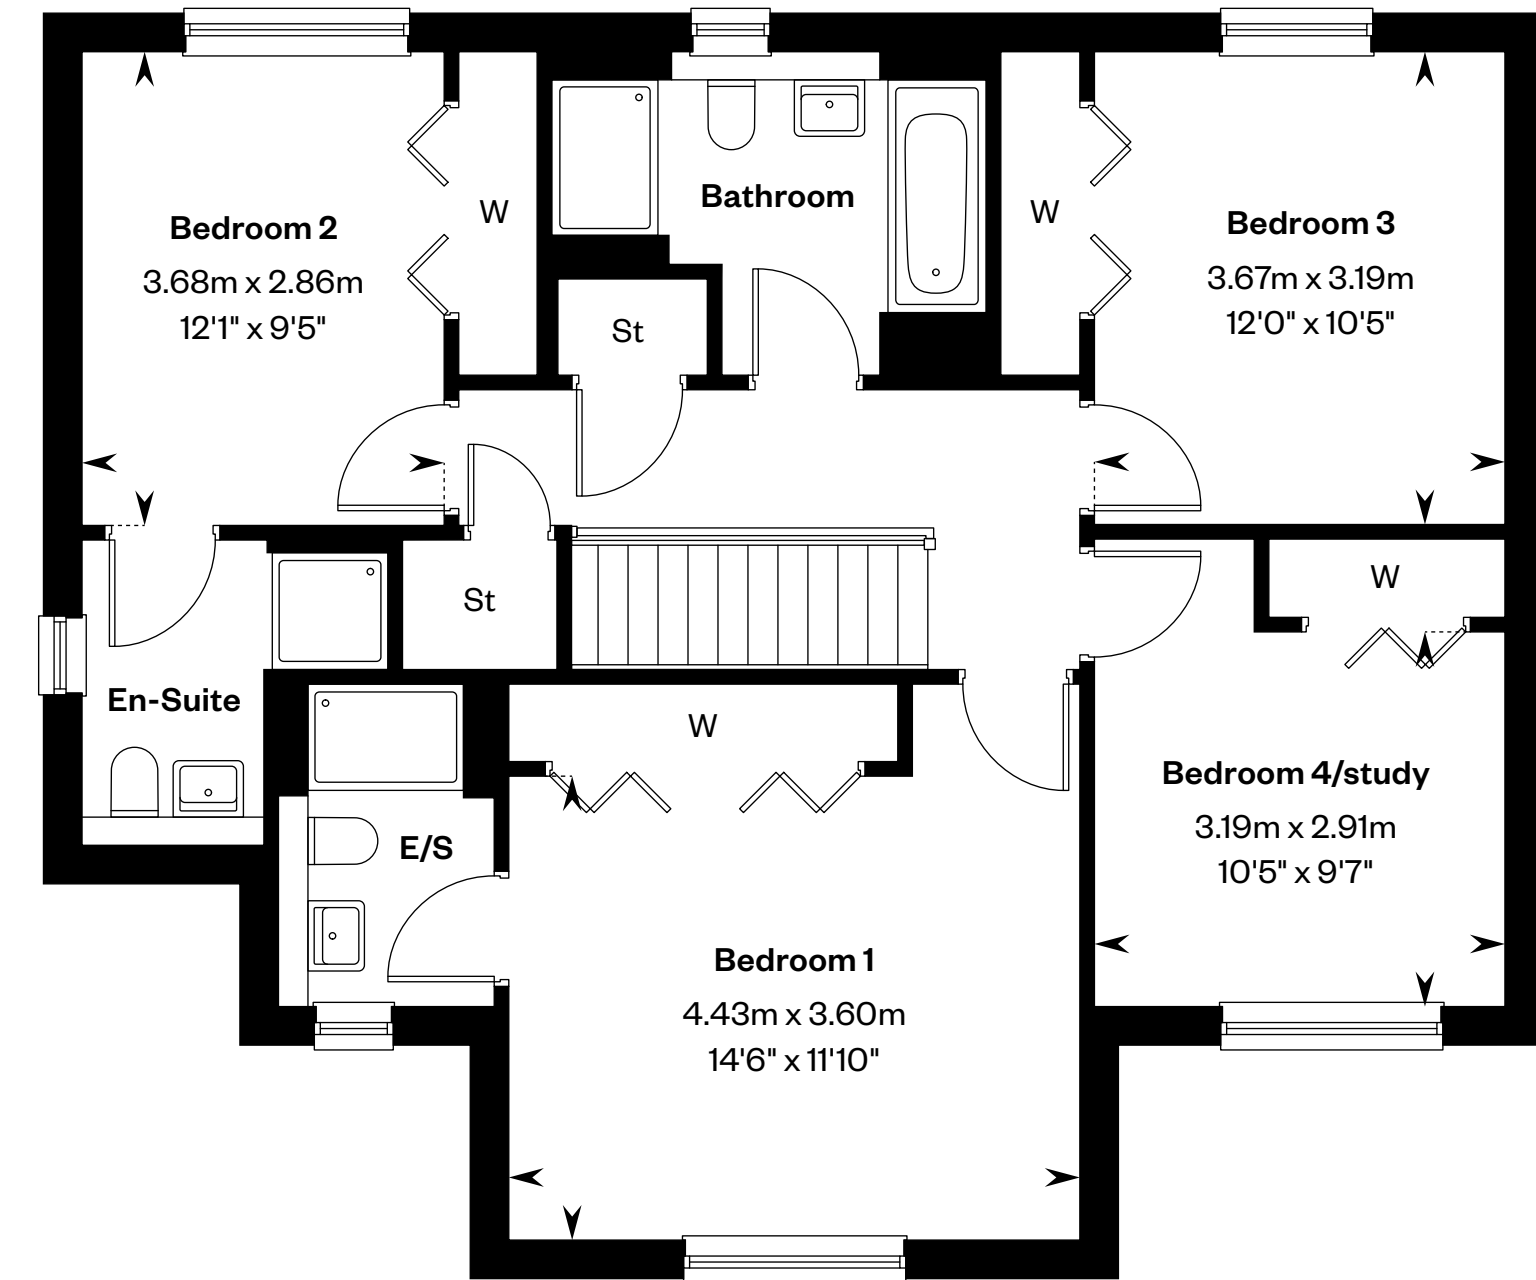 Bedroom 2
3.68m x 2.86m
12'1" x 9'5"
W
Bathroom
W
Bedroom 3
3.67m x 3.19m
12'0" x 10'5"
St
St
W
En-Suite
W
E/S
Bedroom 4/study
3.19m x 2.91m
10'5" x 9'7"
Bedroom 1
4.43m x 3.60m
14'6" x 11'10"